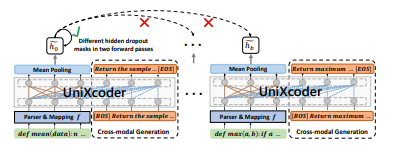 Different hidden dropout
masks in two forward passes
h̃₀
...
h̃_b
Mean Pooling
Return the sample ... [EOS]
UniXcoder
Parser & Mapping f
[BOS] Return the sample ...
def mean(data): n ...
Cross-modal Generation
...
Mean Pooling
Return maximum ... [EOS]
UniXcoder
Parser & Mapping f
[BOS] Return maximum ...
def max(a, b): if a ...
Cross-modal Generation